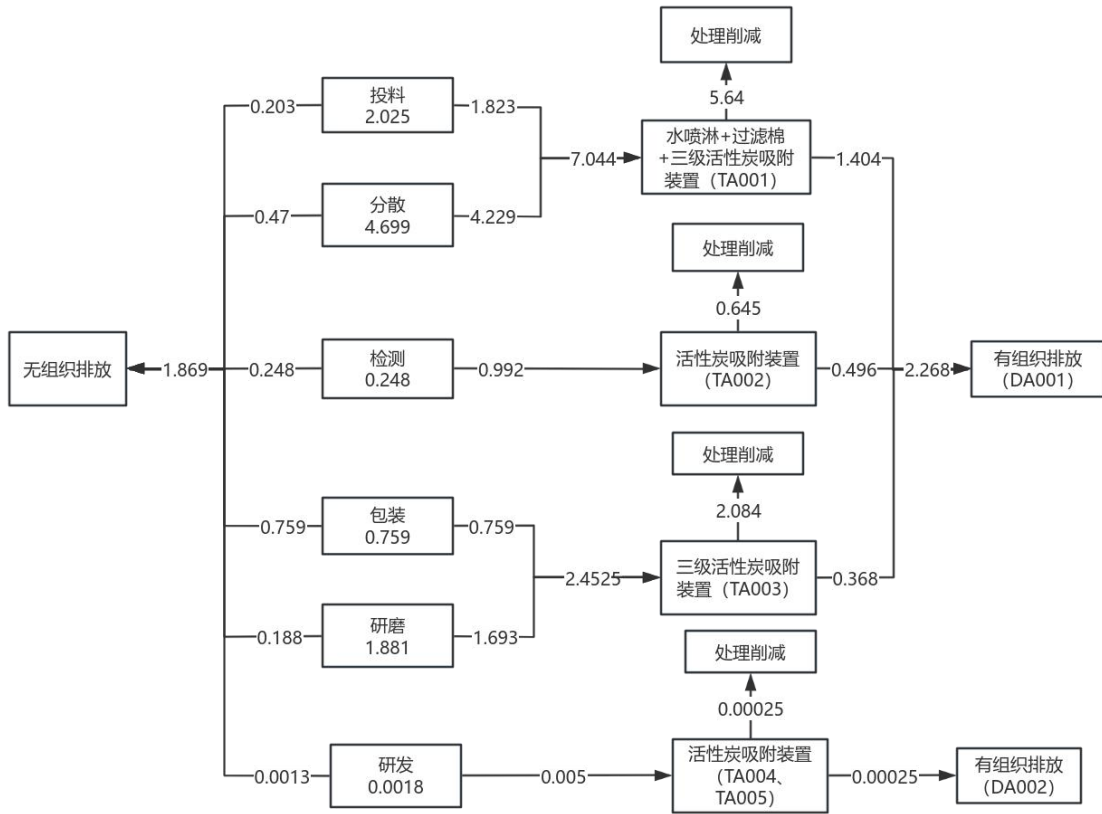 处理削减
5.64
投料
2.025
0.203
1.823
水喷淋+过滤棉
+三级活性炭吸附
装置（TA001）
7.044
1.404
分散
4.699
0.47
4.229
处理削减
0.645
无组织排放
1.869
0.248
检测
0.248
0.992
活性炭吸附装置
（TA002）
0.496
2.268
有组织排放
（DA001）
处理削减
2.084
包装
0.759
0.759
0.759
2.4525
三级活性炭吸附
装置（TA003）
0.368
研磨
1.881
0.188
1.693
处理削减
0.00025
研发
0.0018
0.0013
0.005
活性炭吸附装置
（TA004、
TA005）
0.00025
有组织排放
（DA002）